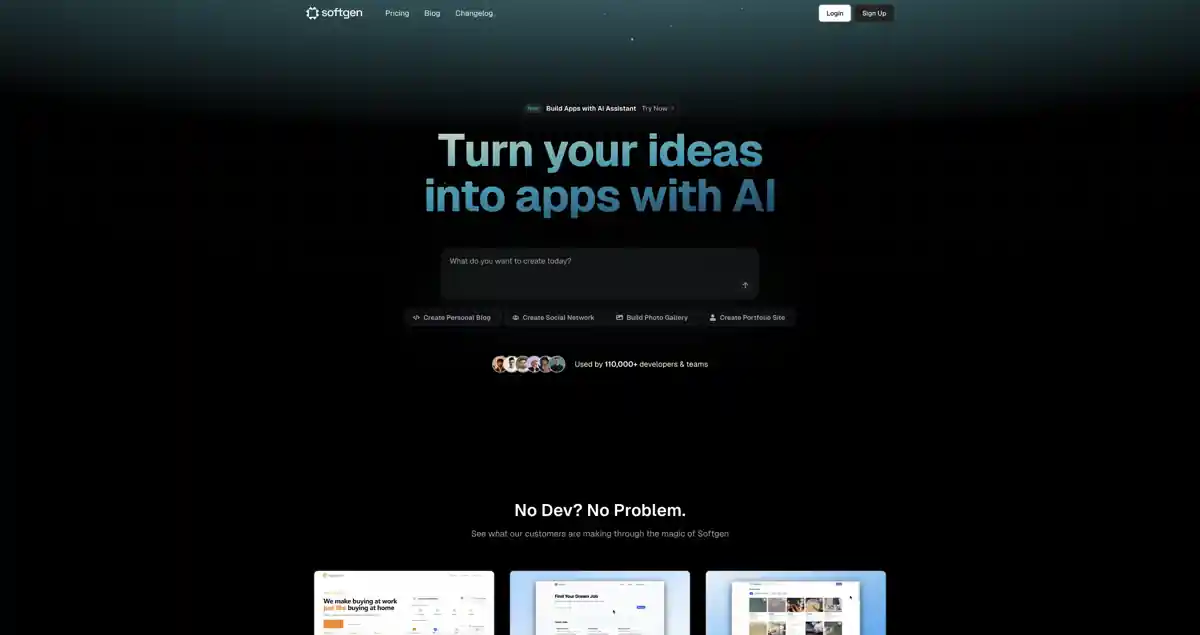 softgen
Pricing
Blog
Changelog
Login
Sign Up
New
Build Apps with AI Assistant
Try Now
Turn your ideas
into apps with AI
What do you want to create today?
Create Personal Blog
Create Social Network
Build Photo Gallery
Create Portfolio Site
Used by 110,000+ developers & teams
No Dev? No Problem.
See what our customers are making through the magic of Softgen
We make buying at work
just like buying at home
Find Your Dream Job